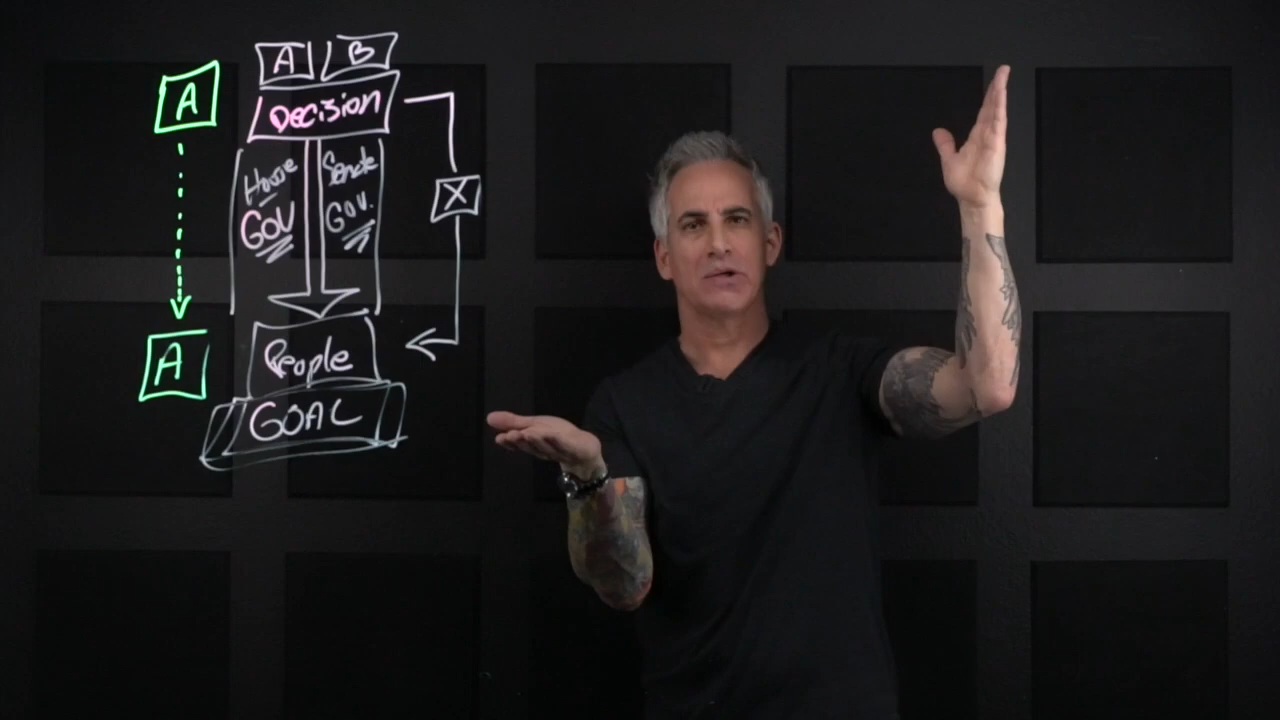 A B
A
Decision
House Senate
GOV GOV.
X
People
A
GOAL